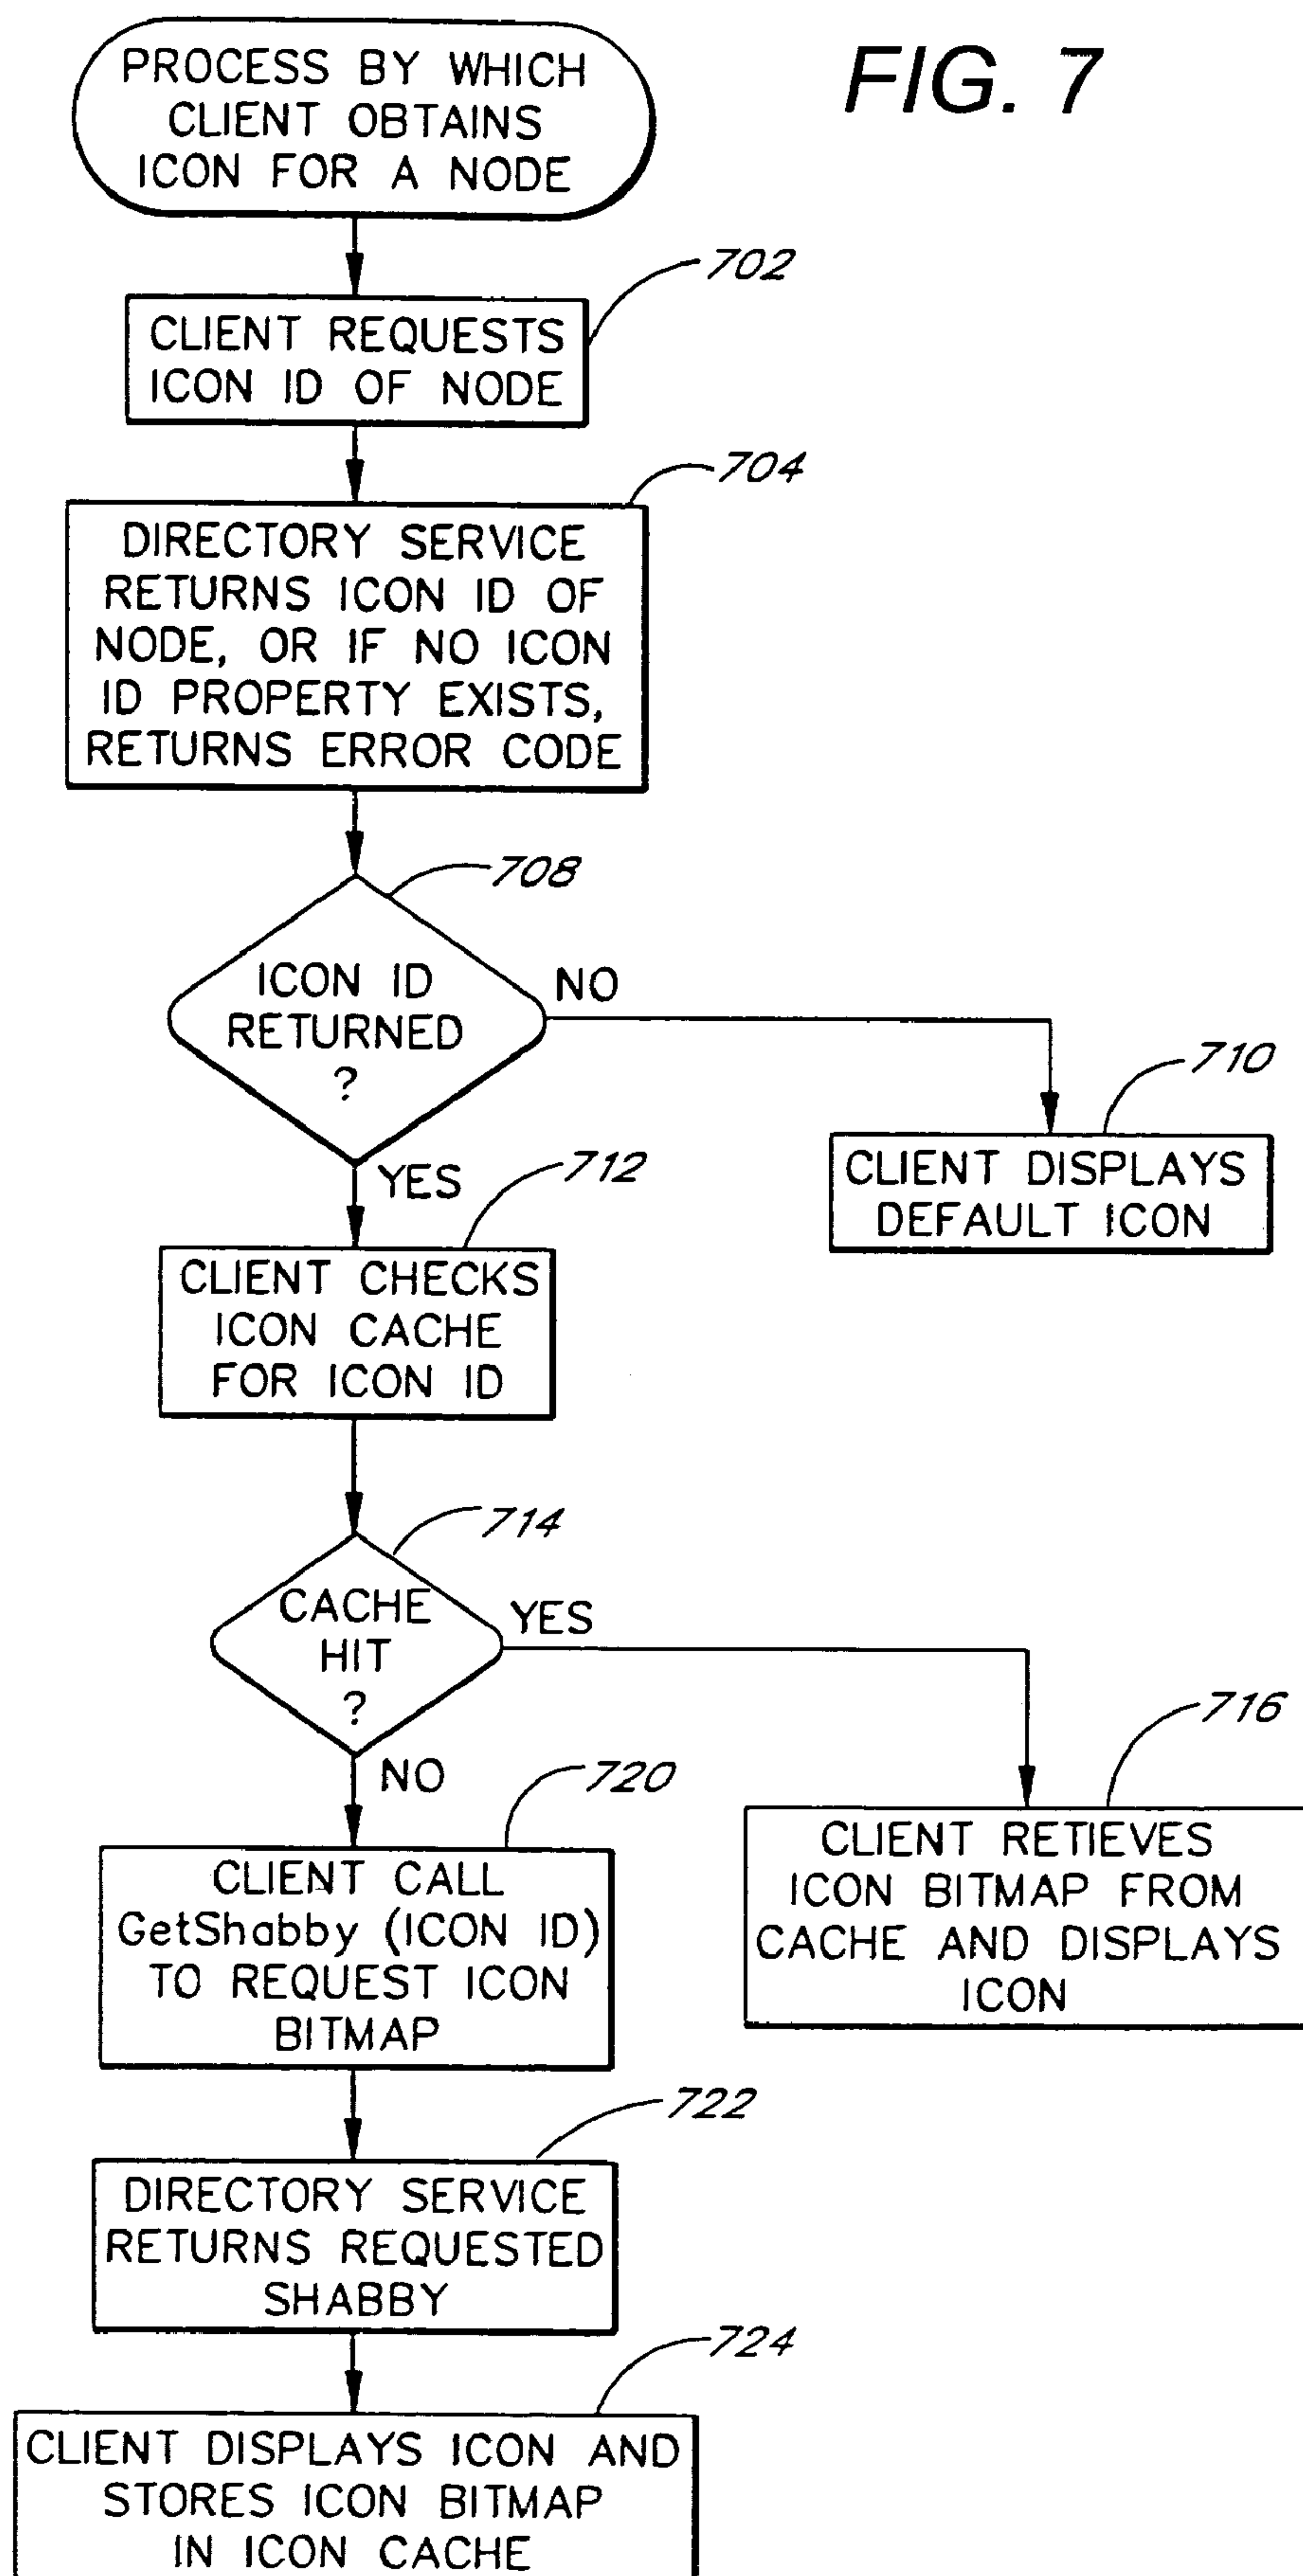 PROCESS BY WHICH
CLIENT OBTAINS
ICON FOR A NODE
FIG. 7
702
CLIENT REQUESTS
ICON ID OF NODE
704
DIRECTORY SERVICE
RETURNS ICON ID OF
NODE, OR IF NO ICON
ID PROPERTY EXISTS,
RETURNS ERROR CODE
708
ICON ID
RETURNED
?
NO
710
CLIENT DISPLAYS
DEFAULT ICON
YES
712
CLIENT CHECKS
ICON CACHE
FOR ICON ID
714
CACHE
HIT
?
YES
716
CLIENT RETIEVES
ICON BITMAP FROM
CACHE AND DISPLAYS
ICON
NO
720
CLIENT CALL
GetShabby (ICON ID)
TO REQUEST ICON
BITMAP
722
DIRECTORY SERVICE
RETURNS REQUESTED
SHABBY
724
CLIENT DISPLAYS ICON AND
STORES ICON BITMAP
IN ICON CACHE